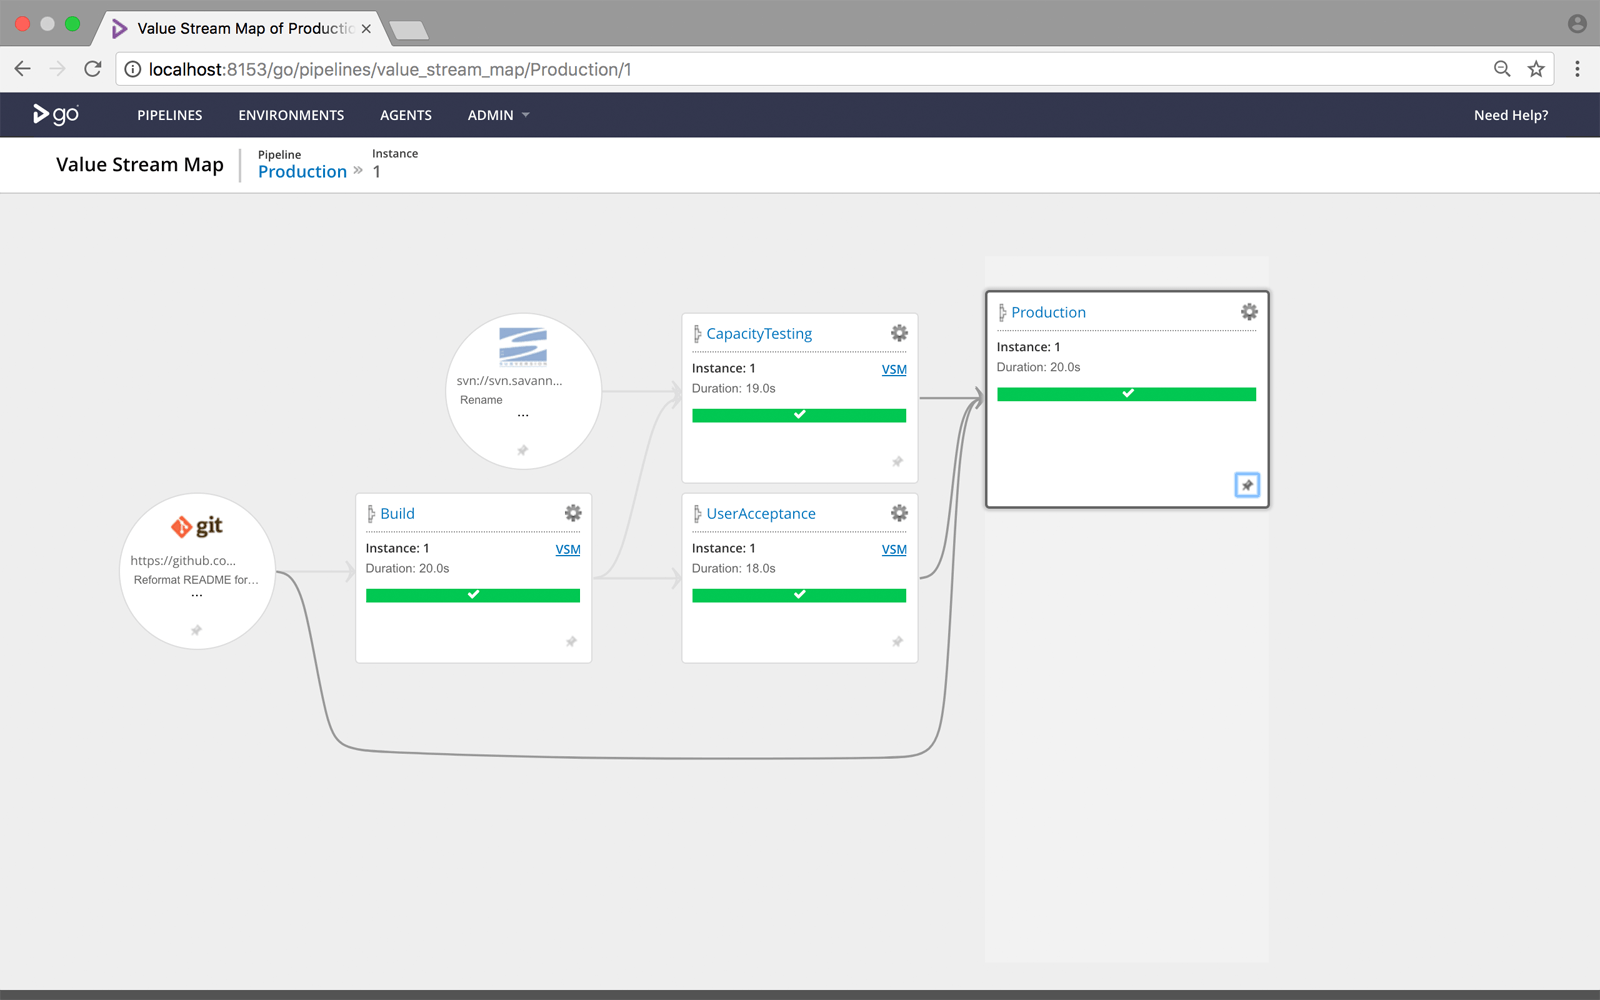 Value Stream Map of Productio
localhost:8153/go/pipelines/value_stream_map/Production/1
go PIPELINES ENVIRONMENTS AGENTS ADMIN Need Help?
Value Stream Map
Pipeline
Production »
Instance
1
svn://svn.savann...
Rename
...
CapacityTesting
Instance: 1 VSM
Duration: 19.0s
Production
Instance: 1
Duration: 20.0s
git
https://github.co...
Reformat README for...
...
Build
Instance: 1 VSM
Duration: 20.0s
UserAcceptance
Instance: 1 VSM
Duration: 18.0s